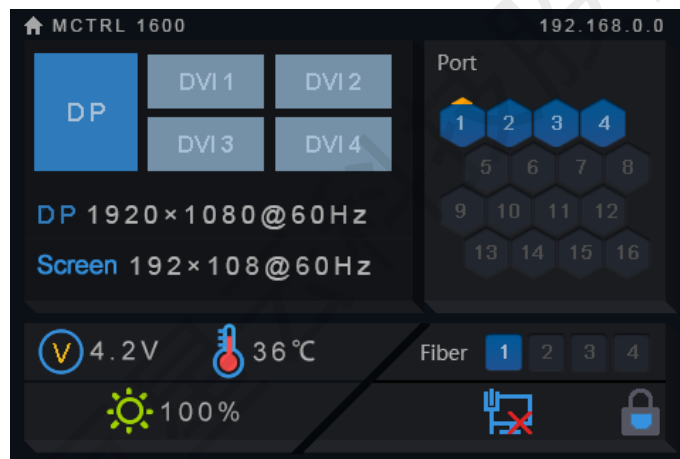 MCTRL 1600 192.168.0.0
DP
DVI 1 DVI 2
DVI 3 DVI 4
DP 1920×1080@60Hz
Screen 192×108@60Hz
Port
1 2 3 4
5 6 7 8
9 10 11 12
13 14 15 16
V 4.2V 36℃
Fiber 1 2 3 4
100%